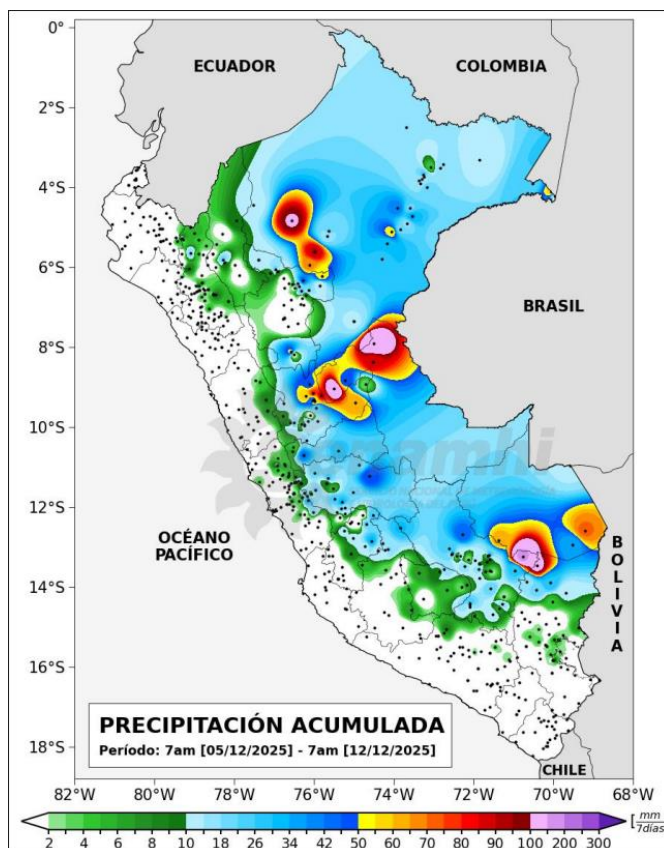 0°
ECUADOR
COLOMBIA
2°S
4°S
6°S
BRASIL
8°S
10°S
senamhi
12°S
OCÉANO
PACÍFICO
BOLIVIA
14°S
16°S
PRECIPITACIÓN ACUMULADA
Período: 7am [05/12/2025] - 7am [12/12/2025]
18°S
CHILE
82°W 80°W 78°W 76°W 74°W 72°W 70°W 68°W
2 4 6 8 10 18 26 34 42 50 60 70 80 90 100 200 300 [mm/7días]